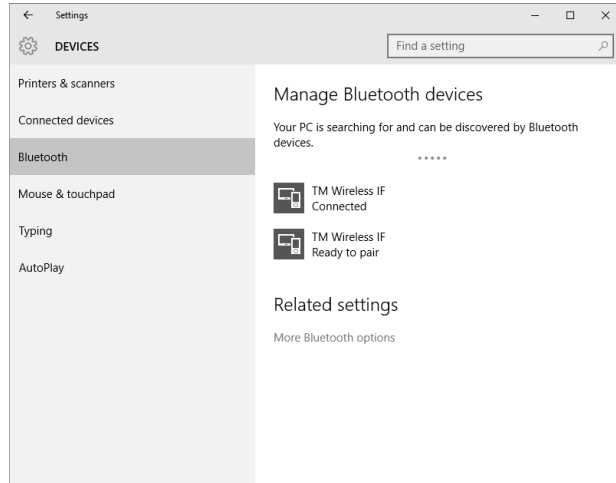 Settings
DEVICES
Find a setting
Printers & scanners
Connected devices
Bluetooth
Mouse & touchpad
Typing
AutoPlay
Manage Bluetooth devices
Your PC is searching for and can be discovered by Bluetooth
devices.
TM Wireless IF
Connected
TM Wireless IF
Ready to pair
Related settings
More Bluetooth options